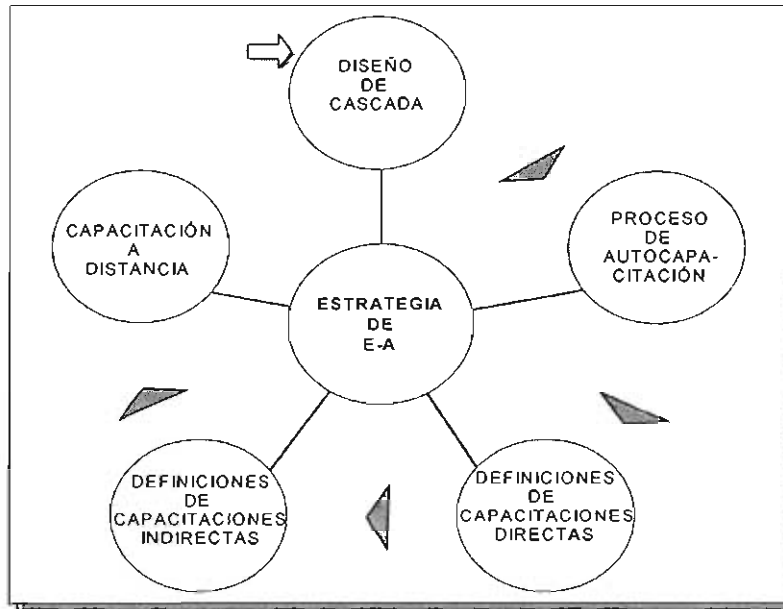 DISEÑO
DE
CASCADA
PROCESO
DE
AUTOCAPA-
CITACIÓN
DEFINICIONES
DE
CAPACITACIONES
DIRECTAS
DEFINICIONES
DE
CAPACITACIONES
INDIRECTAS
CAPACITACIÓN
A
DISTANCIA
ESTRATEGIA
DE
E-A